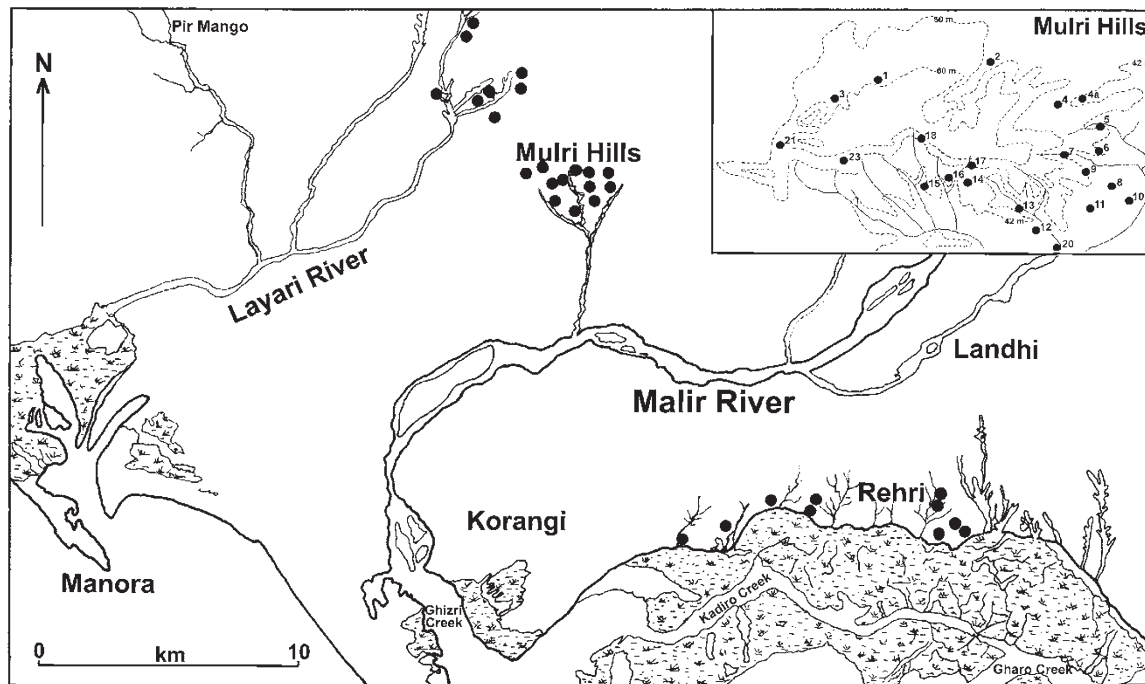 Pir Mango
N
Mulri Hills
Layari River
Malir River
Landhi
Korangi
Rehri
Manora
Ghizri
Creek
Kadiro Creek
Gharo Creek
0
km
10
Mulri Hills
50 m
60 m
42
2
1
3
4
4a
5
21
18
7
6
23
17
9
16
14
15
8
10
13
11
42 m
12
20